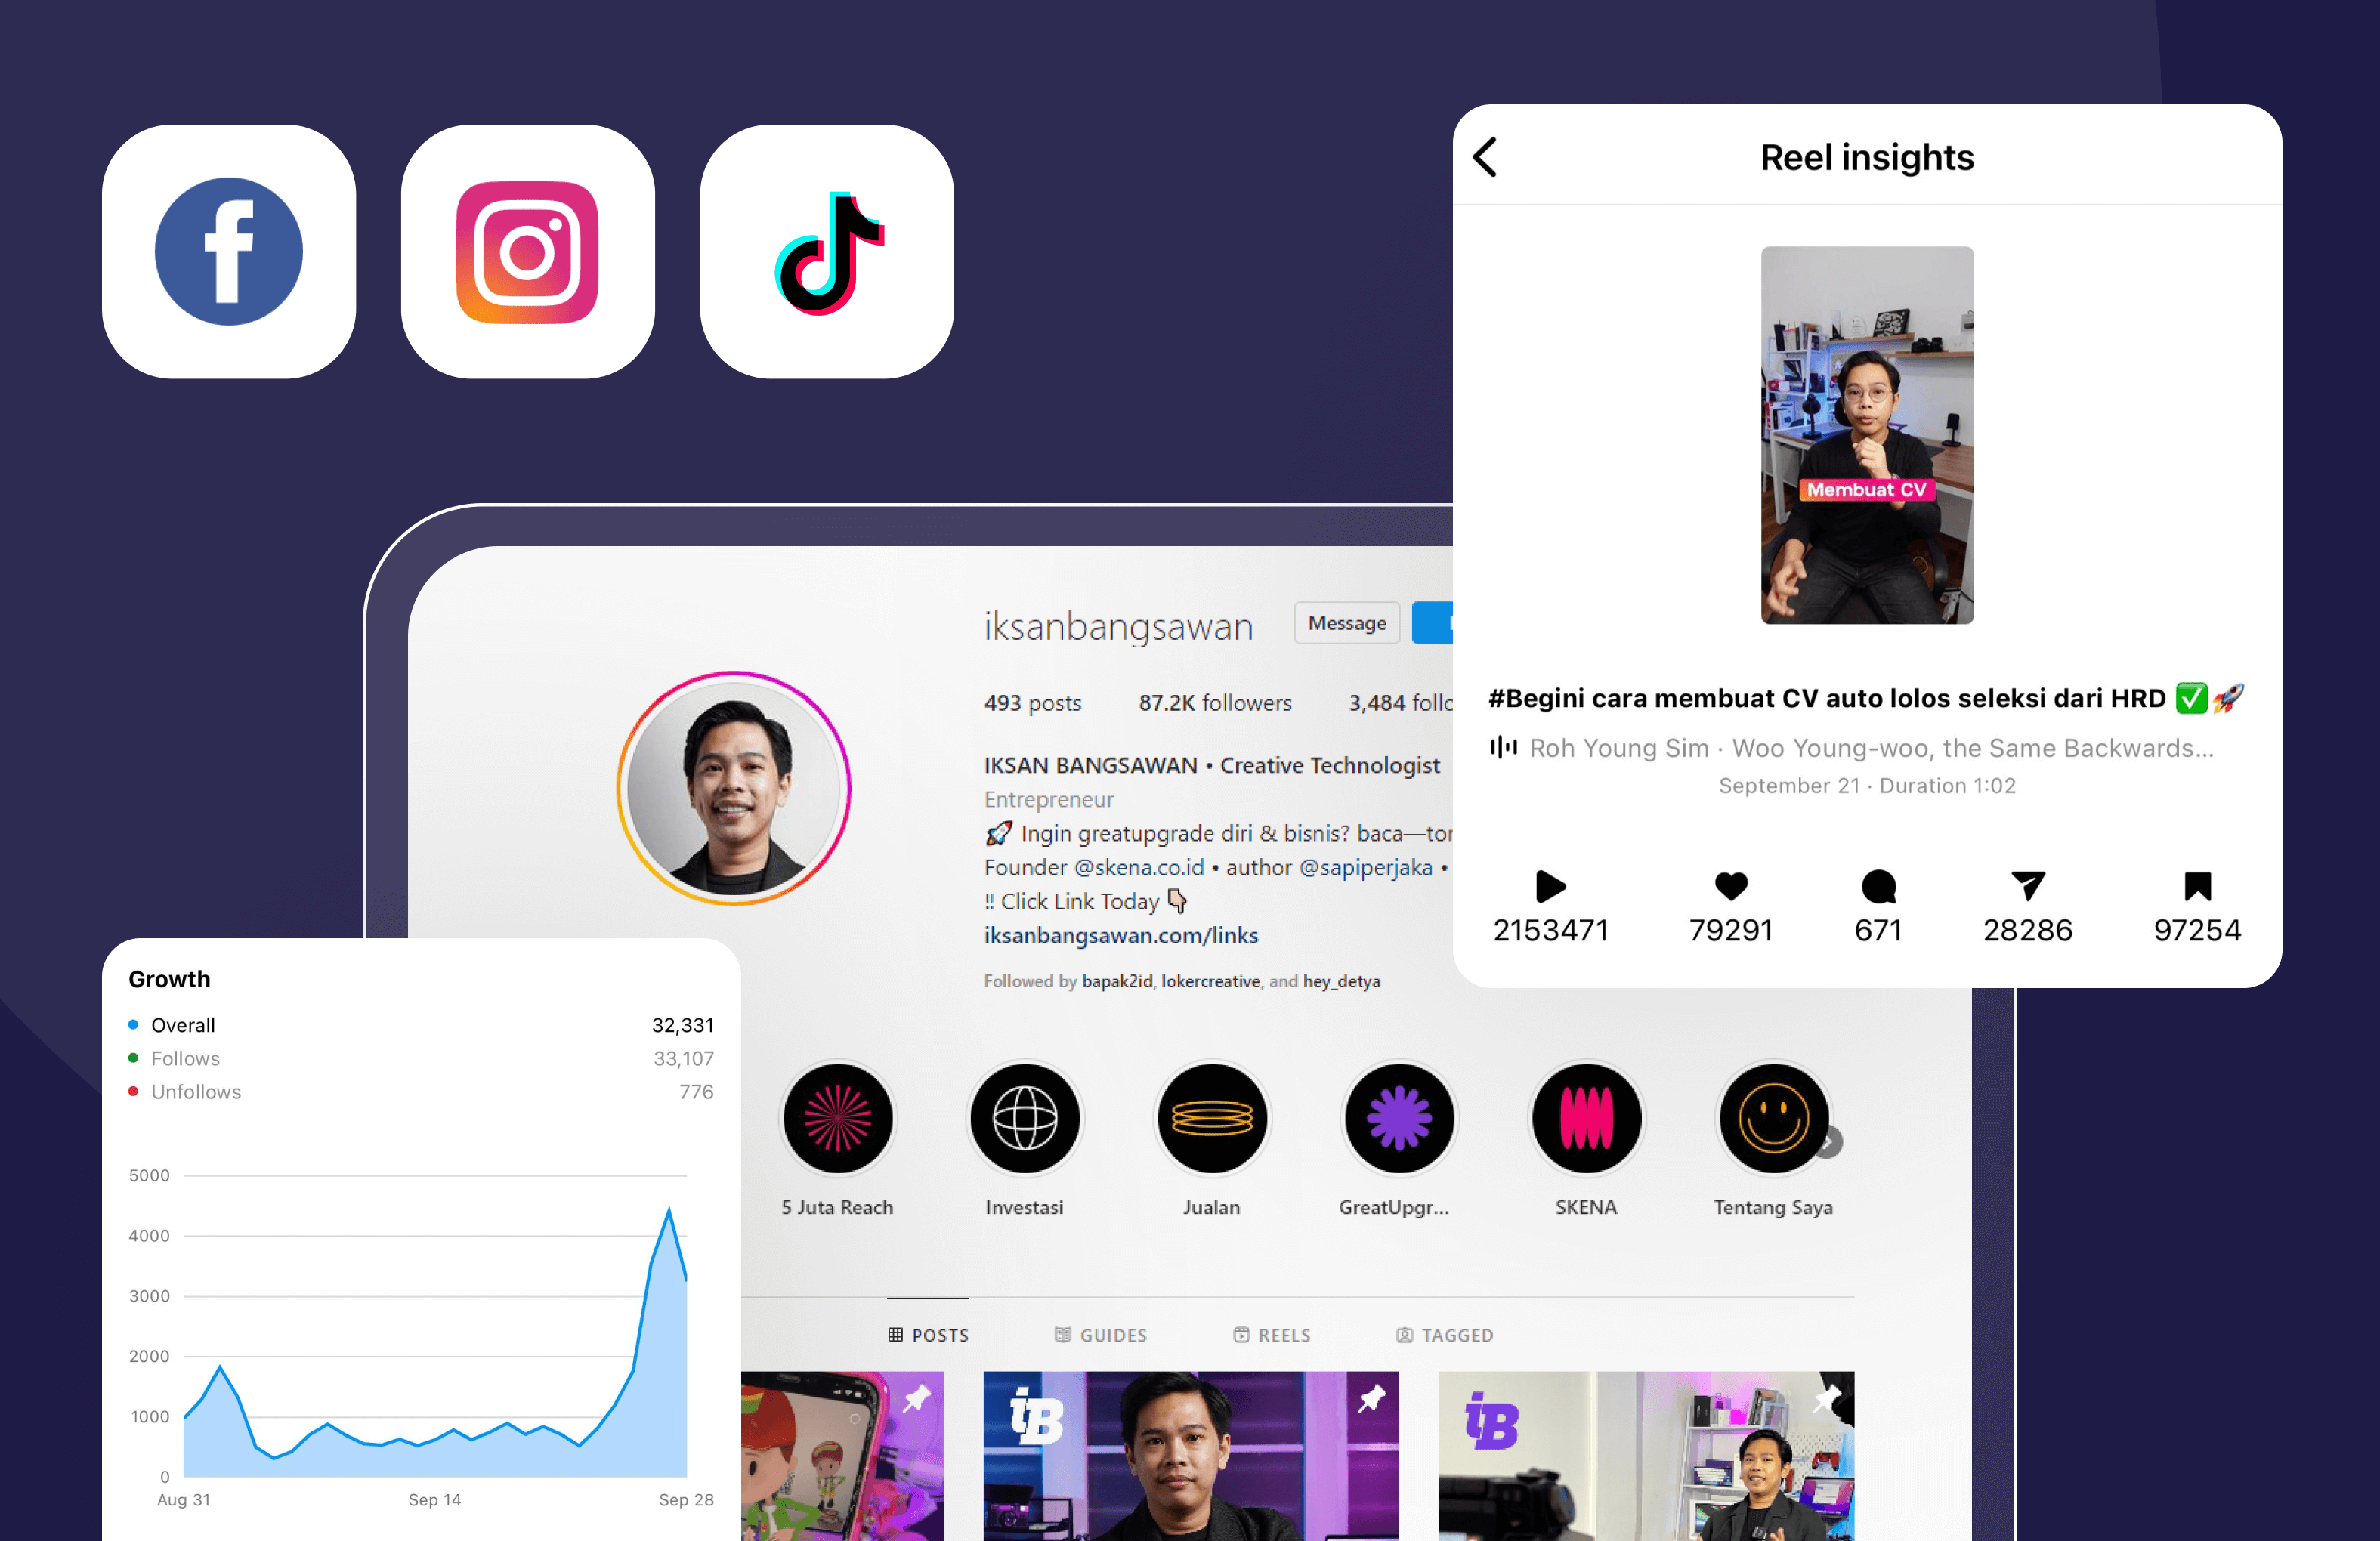 Reel insights
Membuat CV
#Begini cara membuat CV auto lolos seleksi dari HRD ✅🚀
Roh Young Sim · Woo Young-woo, the Same Backwards...
September 21 · Duration 1:02
2153471 79291 671 28286 97254
iksanbangsawan Message
493 posts 87.2K followers 3,484 follo
IKSAN BANGSAWAN • Creative Technologist
Entrepreneur
🚀 Ingin greatupgrade diri & bisnis? baca—ton
Founder @skena.co.id • author @sapiperjaka •
‼ Click Link Today 👇
iksanbangsawan.com/links
Followed by bapak2id, lokercreative, and hey_detya
5 Juta Reach Investasi Jualan GreatUpgr... SKENA Tentang Saya
POSTS GUIDES REELS TAGGED
iB
iB
Growth
Overall 32,331
Follows 33,107
Unfollows 776
5000
4000
3000
2000
1000
0
Aug 31 Sep 14 Sep 28